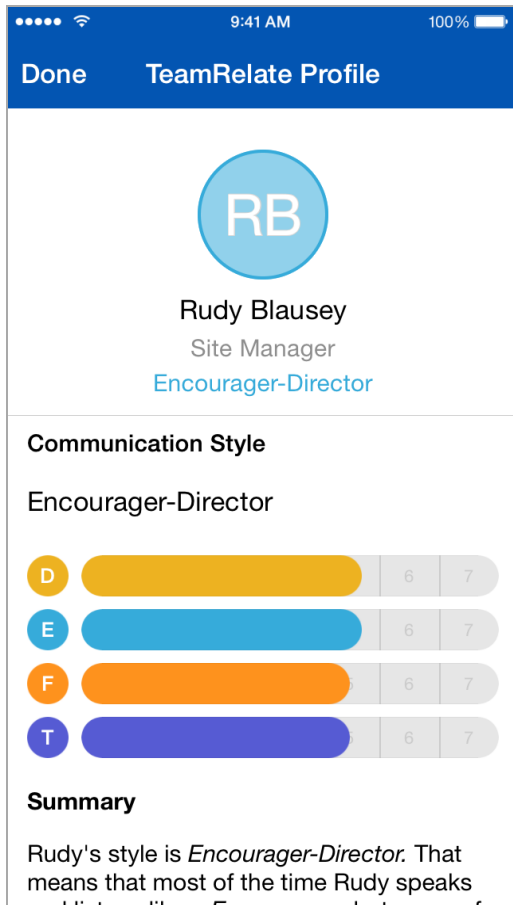 9:41 AM 100%
Done TeamRelate Profile
RB
Rudy Blausey
Site Manager
Encourager-Director
Communication Style
Encourager-Director
D 6 7
E 6 7
F 6 7
T 6 7
Summary
Rudy's style is Encourager-Director. That
means that most of the time Rudy speaks